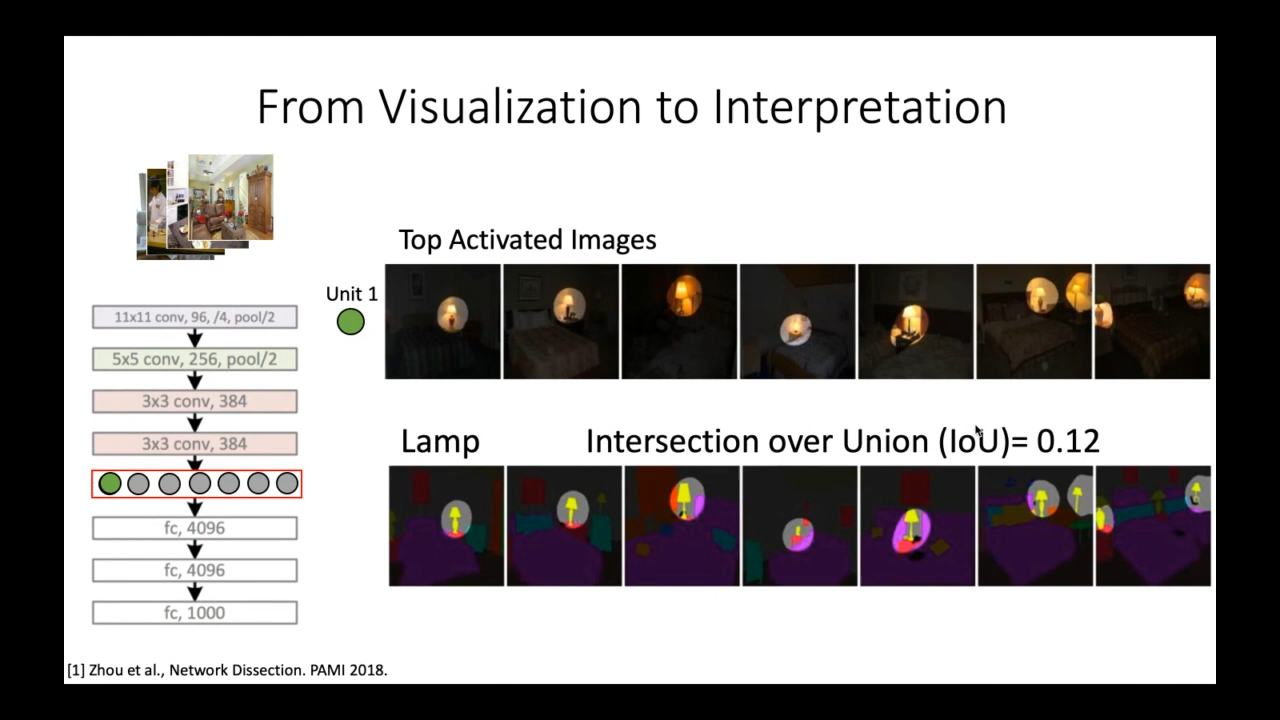 From Visualization to Interpretation
Top Activated Images
Unit 1
11x11 conv, 96, /4, pool/2
5x5 conv, 256, pool/2
3x3 conv, 384
3x3 conv, 384
fc, 4096
fc, 4096
fc, 1000
Lamp
Intersection over Union (IoU)= 0.12
[1] Zhou et al., Network Dissection. PAMI 2018.